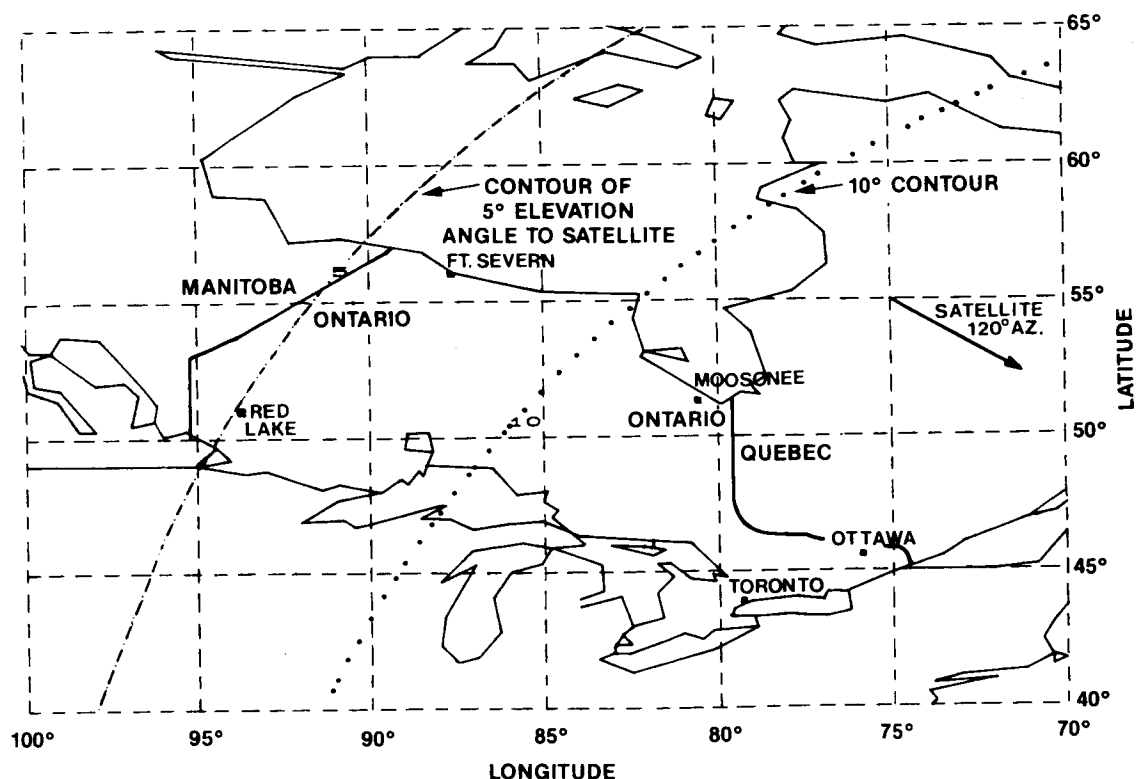 65°
60°
CONTOUR OF
5° ELEVATION
ANGLE TO SATELLITE
10° CONTOUR
FT. SEVERN
MANITOBA
ONTARIO
55°
SATELLITE
120° AZ.
LATITUDE
MOOSONEE
RED
LAKE
ONTARIO
10
50°
QUEBEC
OTTAWA
45°
TORONTO
40°
100° 95° 90° 85° 80° 75° 70°
LONGITUDE